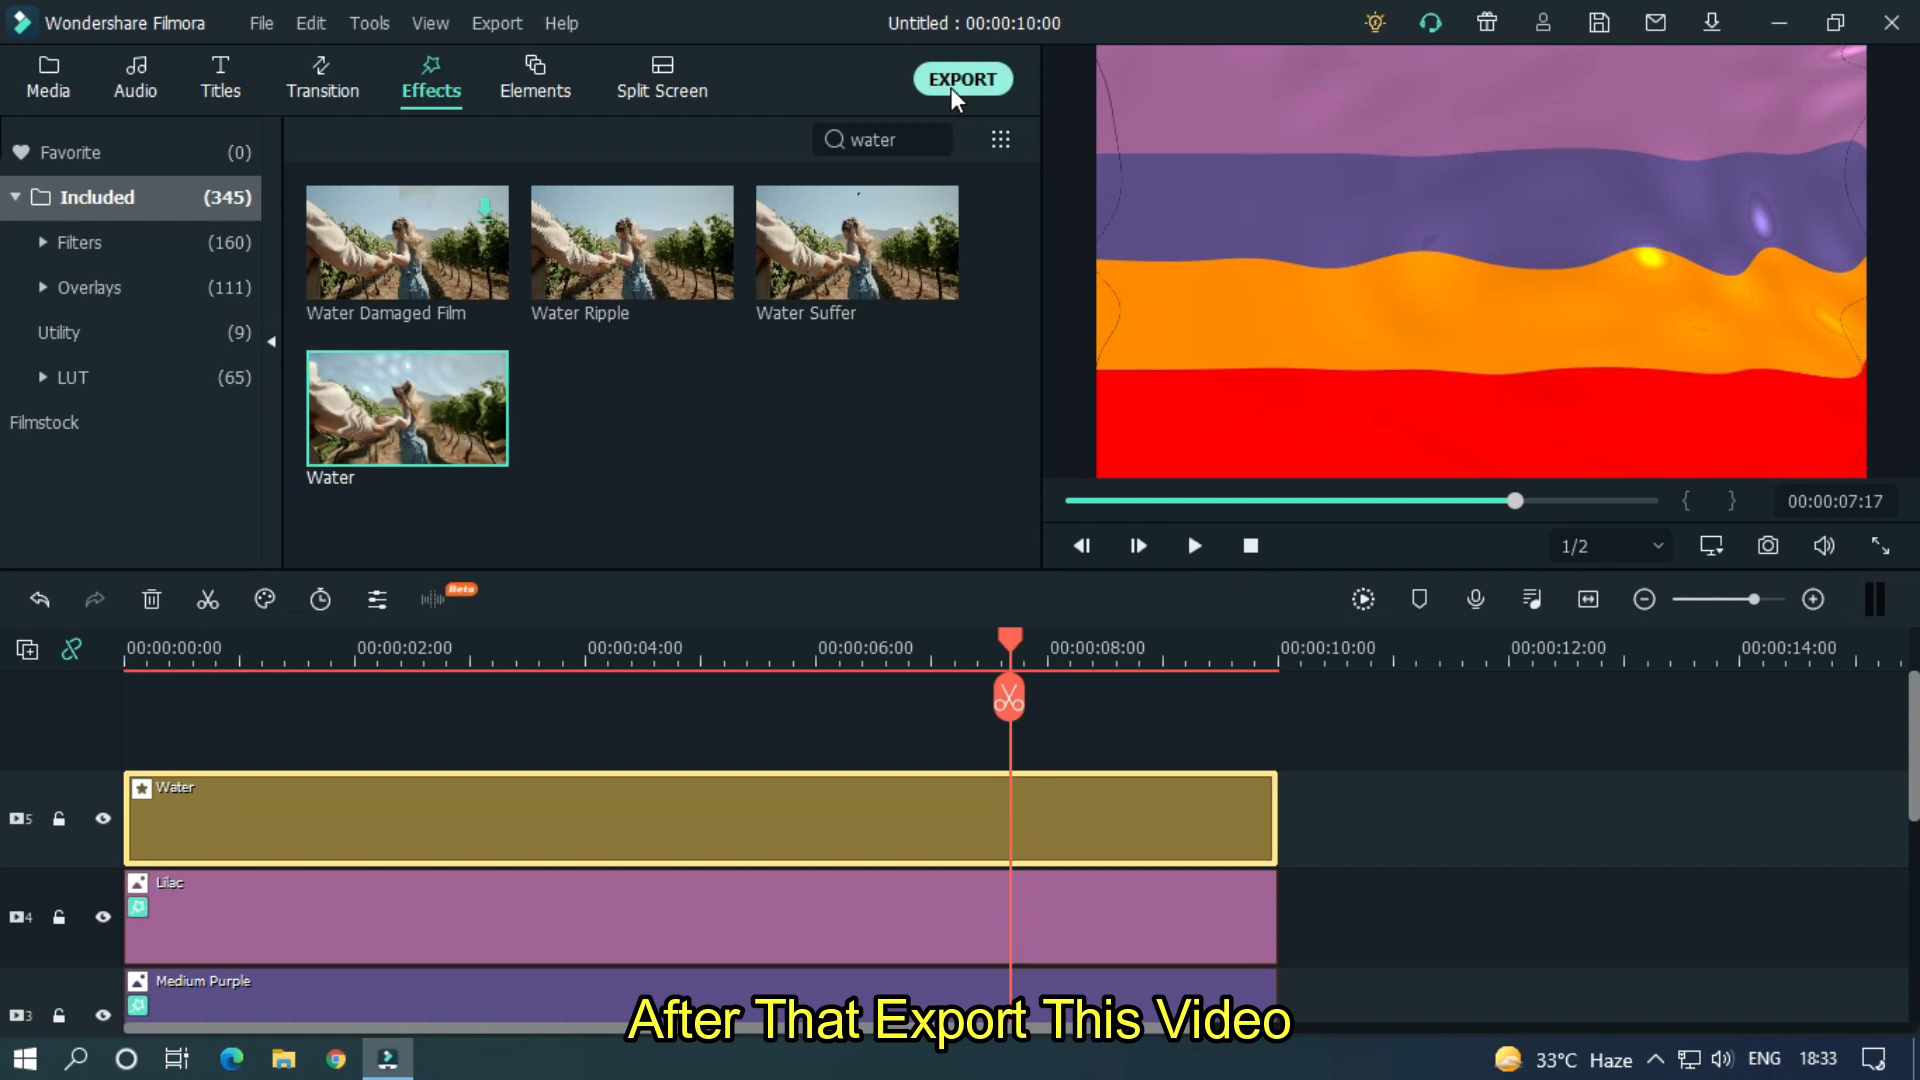 Wondershare Filmora
File
Edit
Tools
View
Export
Help
Untitled : 00:00:10:00
Media
Audio
Titles
Transition
Effects
Elements
Split Screen
EXPORT
water
Favorite (0)
Included (345)
Filters (160)
Overlays (111)
Utility (9)
LUT (65)
Filmstock
Water Damaged Film
Water Ripple
Water Suffer
Water
{ }
00:00:07:17
1/2
Beta
00:00:00:00
00:00:02:00
00:00:04:00
00:00:06:00
00:00:08:00
00:00:10:00
00:00:12:00
00:00:14:00
5
Water
4
Lilac
3
Medium Purple
After That Export This Video
33°C Haze
ENG
18:33